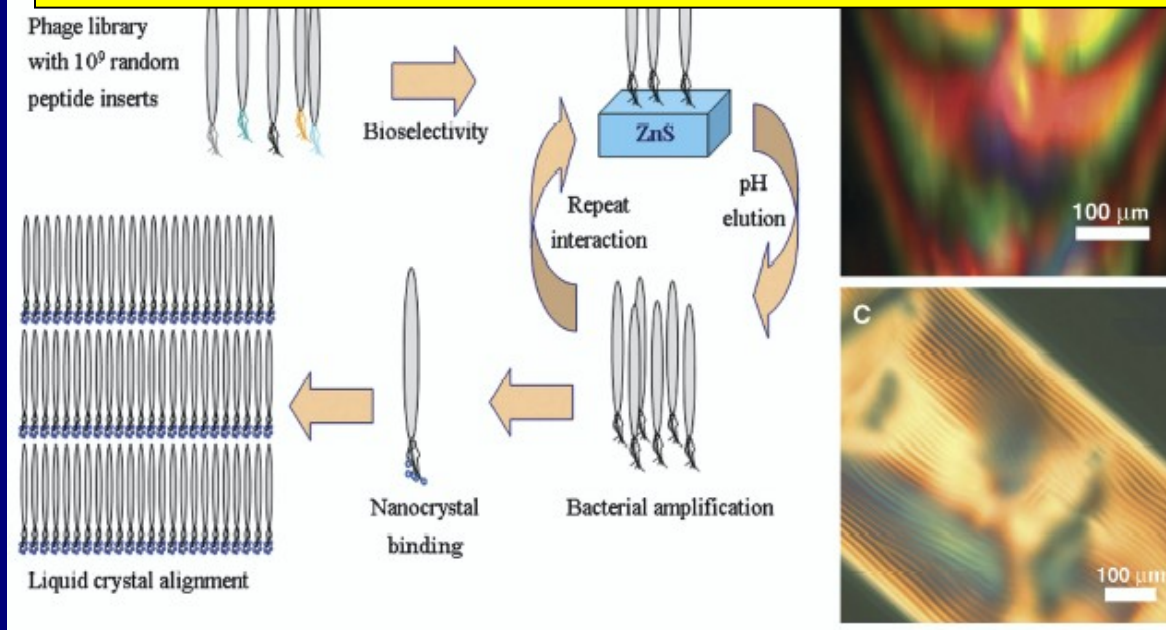 Phage library
with 10⁹ random
peptide inserts
Bioselectivity
ZnS
Repeat
interaction
pH
elution
100 μm
C
Nanocrystal
binding
Bacterial amplification
Liquid crystal alignment
100 μm